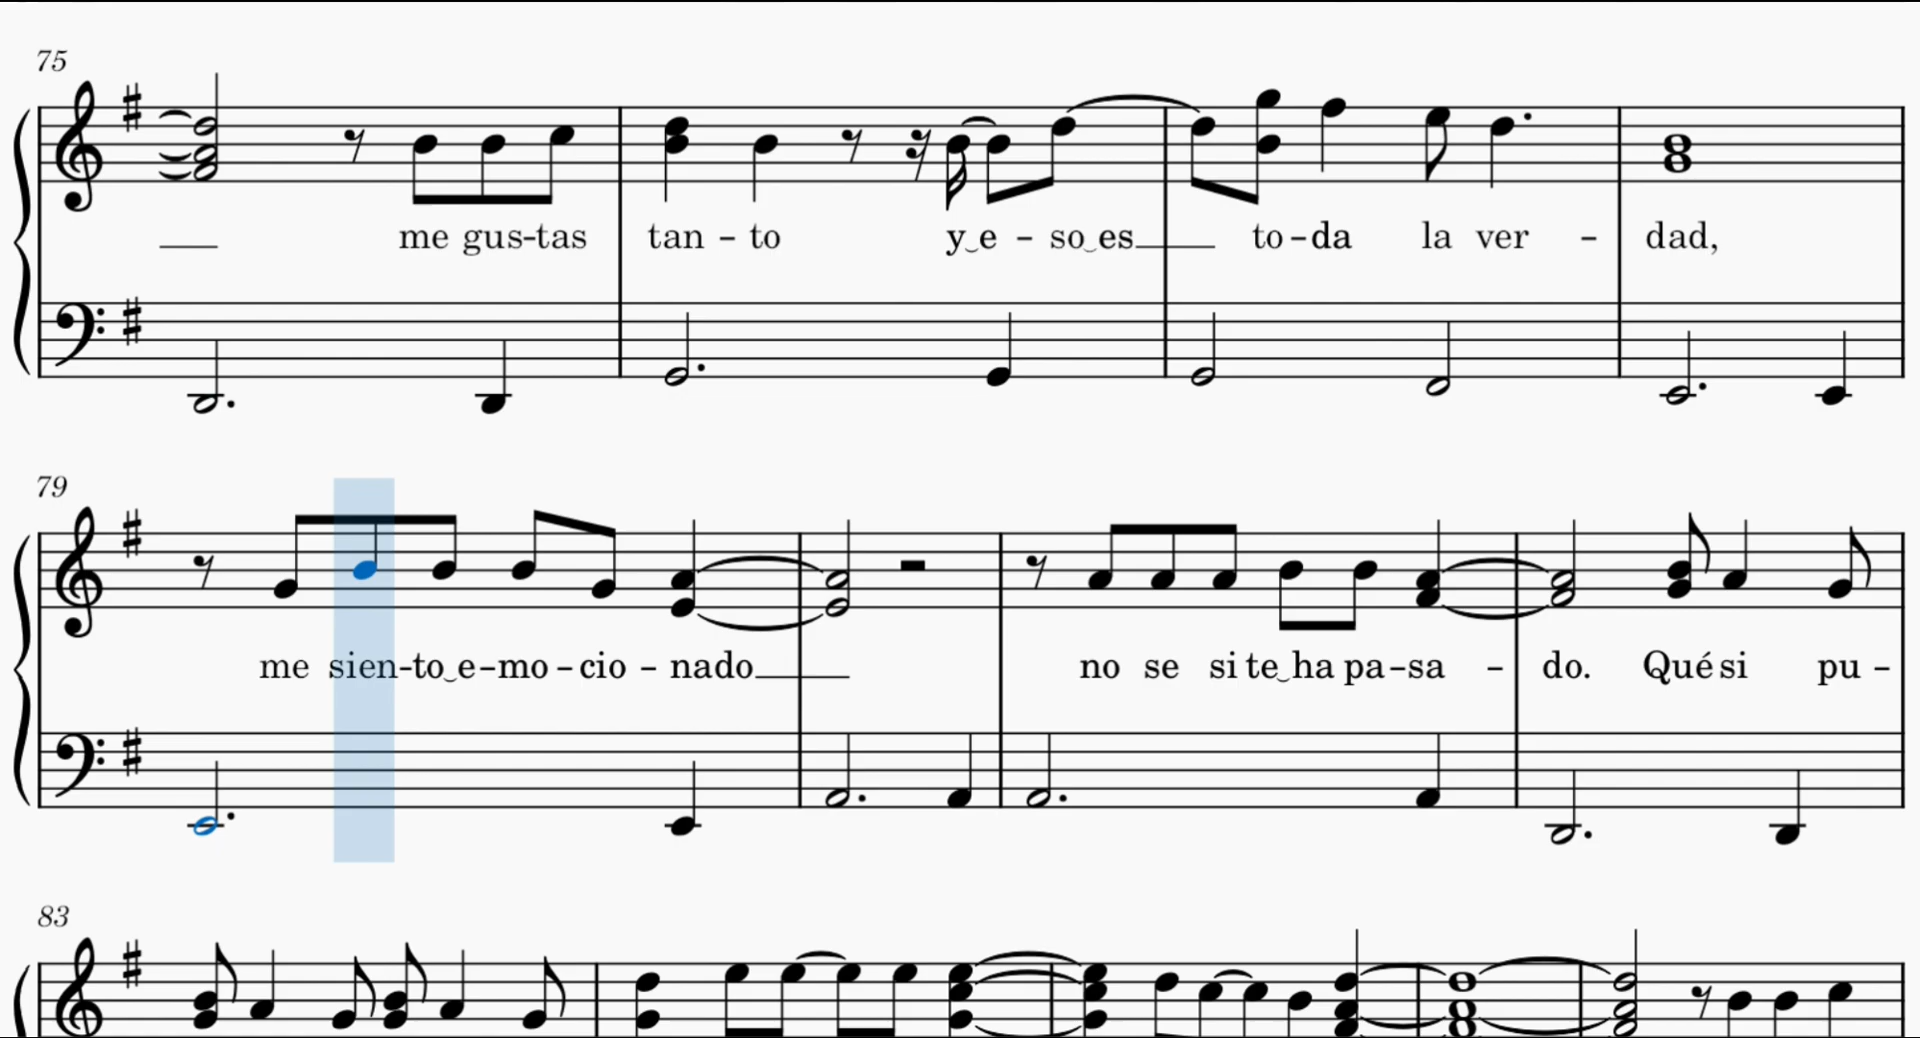 75
me gus-tas tan - to y‿e - so‿es to-da la ver - dad,
79
me sien-to‿e-mo-cio-nado no se si te‿ha pa-sa - do. Qué si pu -
83